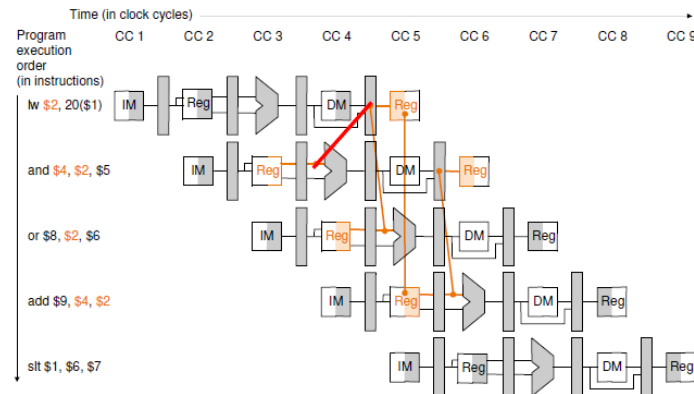 Time (in clock cycles)
Program
execution
order
(in instructions)
CC 1 CC 2 CC 3 CC 4 CC 5 CC 6 CC 7 CC 8 CC 9
lw $2, 20($1) IM Reg DM Reg
and $4, $2, $5 IM Reg DM Reg
or $8, $2, $6 IM Reg DM Reg
add $9, $4, $2 IM Reg DM Reg
slt $1, $6, $7 IM Reg DM Reg